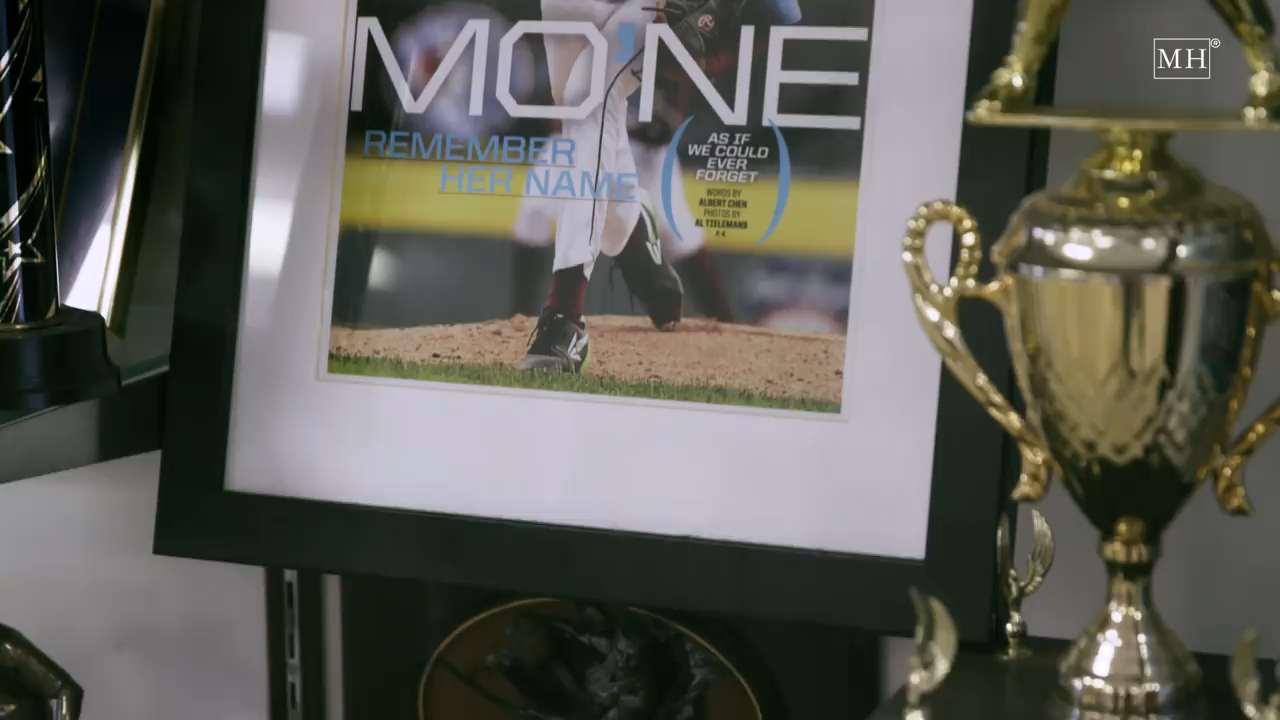 MH®
MO'NE
REMEMBER
HER NAME
AS IF
WE COULD
EVER
FORGET
WORDS BY
ALBERT CHEN
PHOTOS BY
AL TIELEMANS